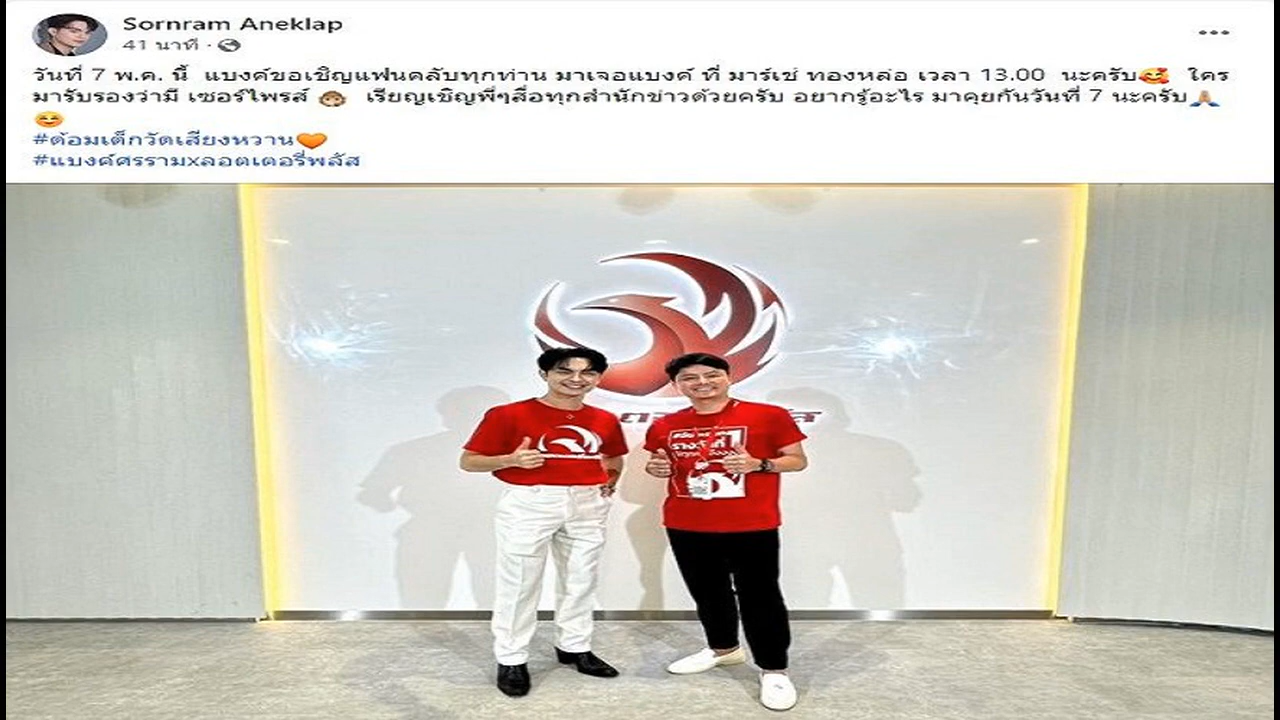 Sornram Aneklap
41 นาที ·
วันที่ 7 พ.ค. นี้ แบงค์ขอเชิญแฟนคลับทุกท่าน มาเจอแบงค์ ที่ มาร์เช่ ทองหล่อ เวลา 13.00 นะครับ🥰 ใคร
มารับรองว่ามี เซอร์ไพรส์ 🙊 เรียญเชิญพี่ๆสื่อทุกสำนักข่าวด้วยครับ อยากรู้อะไร มาคุยกันวันที่ 7 นะครับ🙏🏻
😊
#ด้อมเด็กวัดเสียงหวาน🧡
#แบงค์ศรรามxลอตเตอรี่พลัส